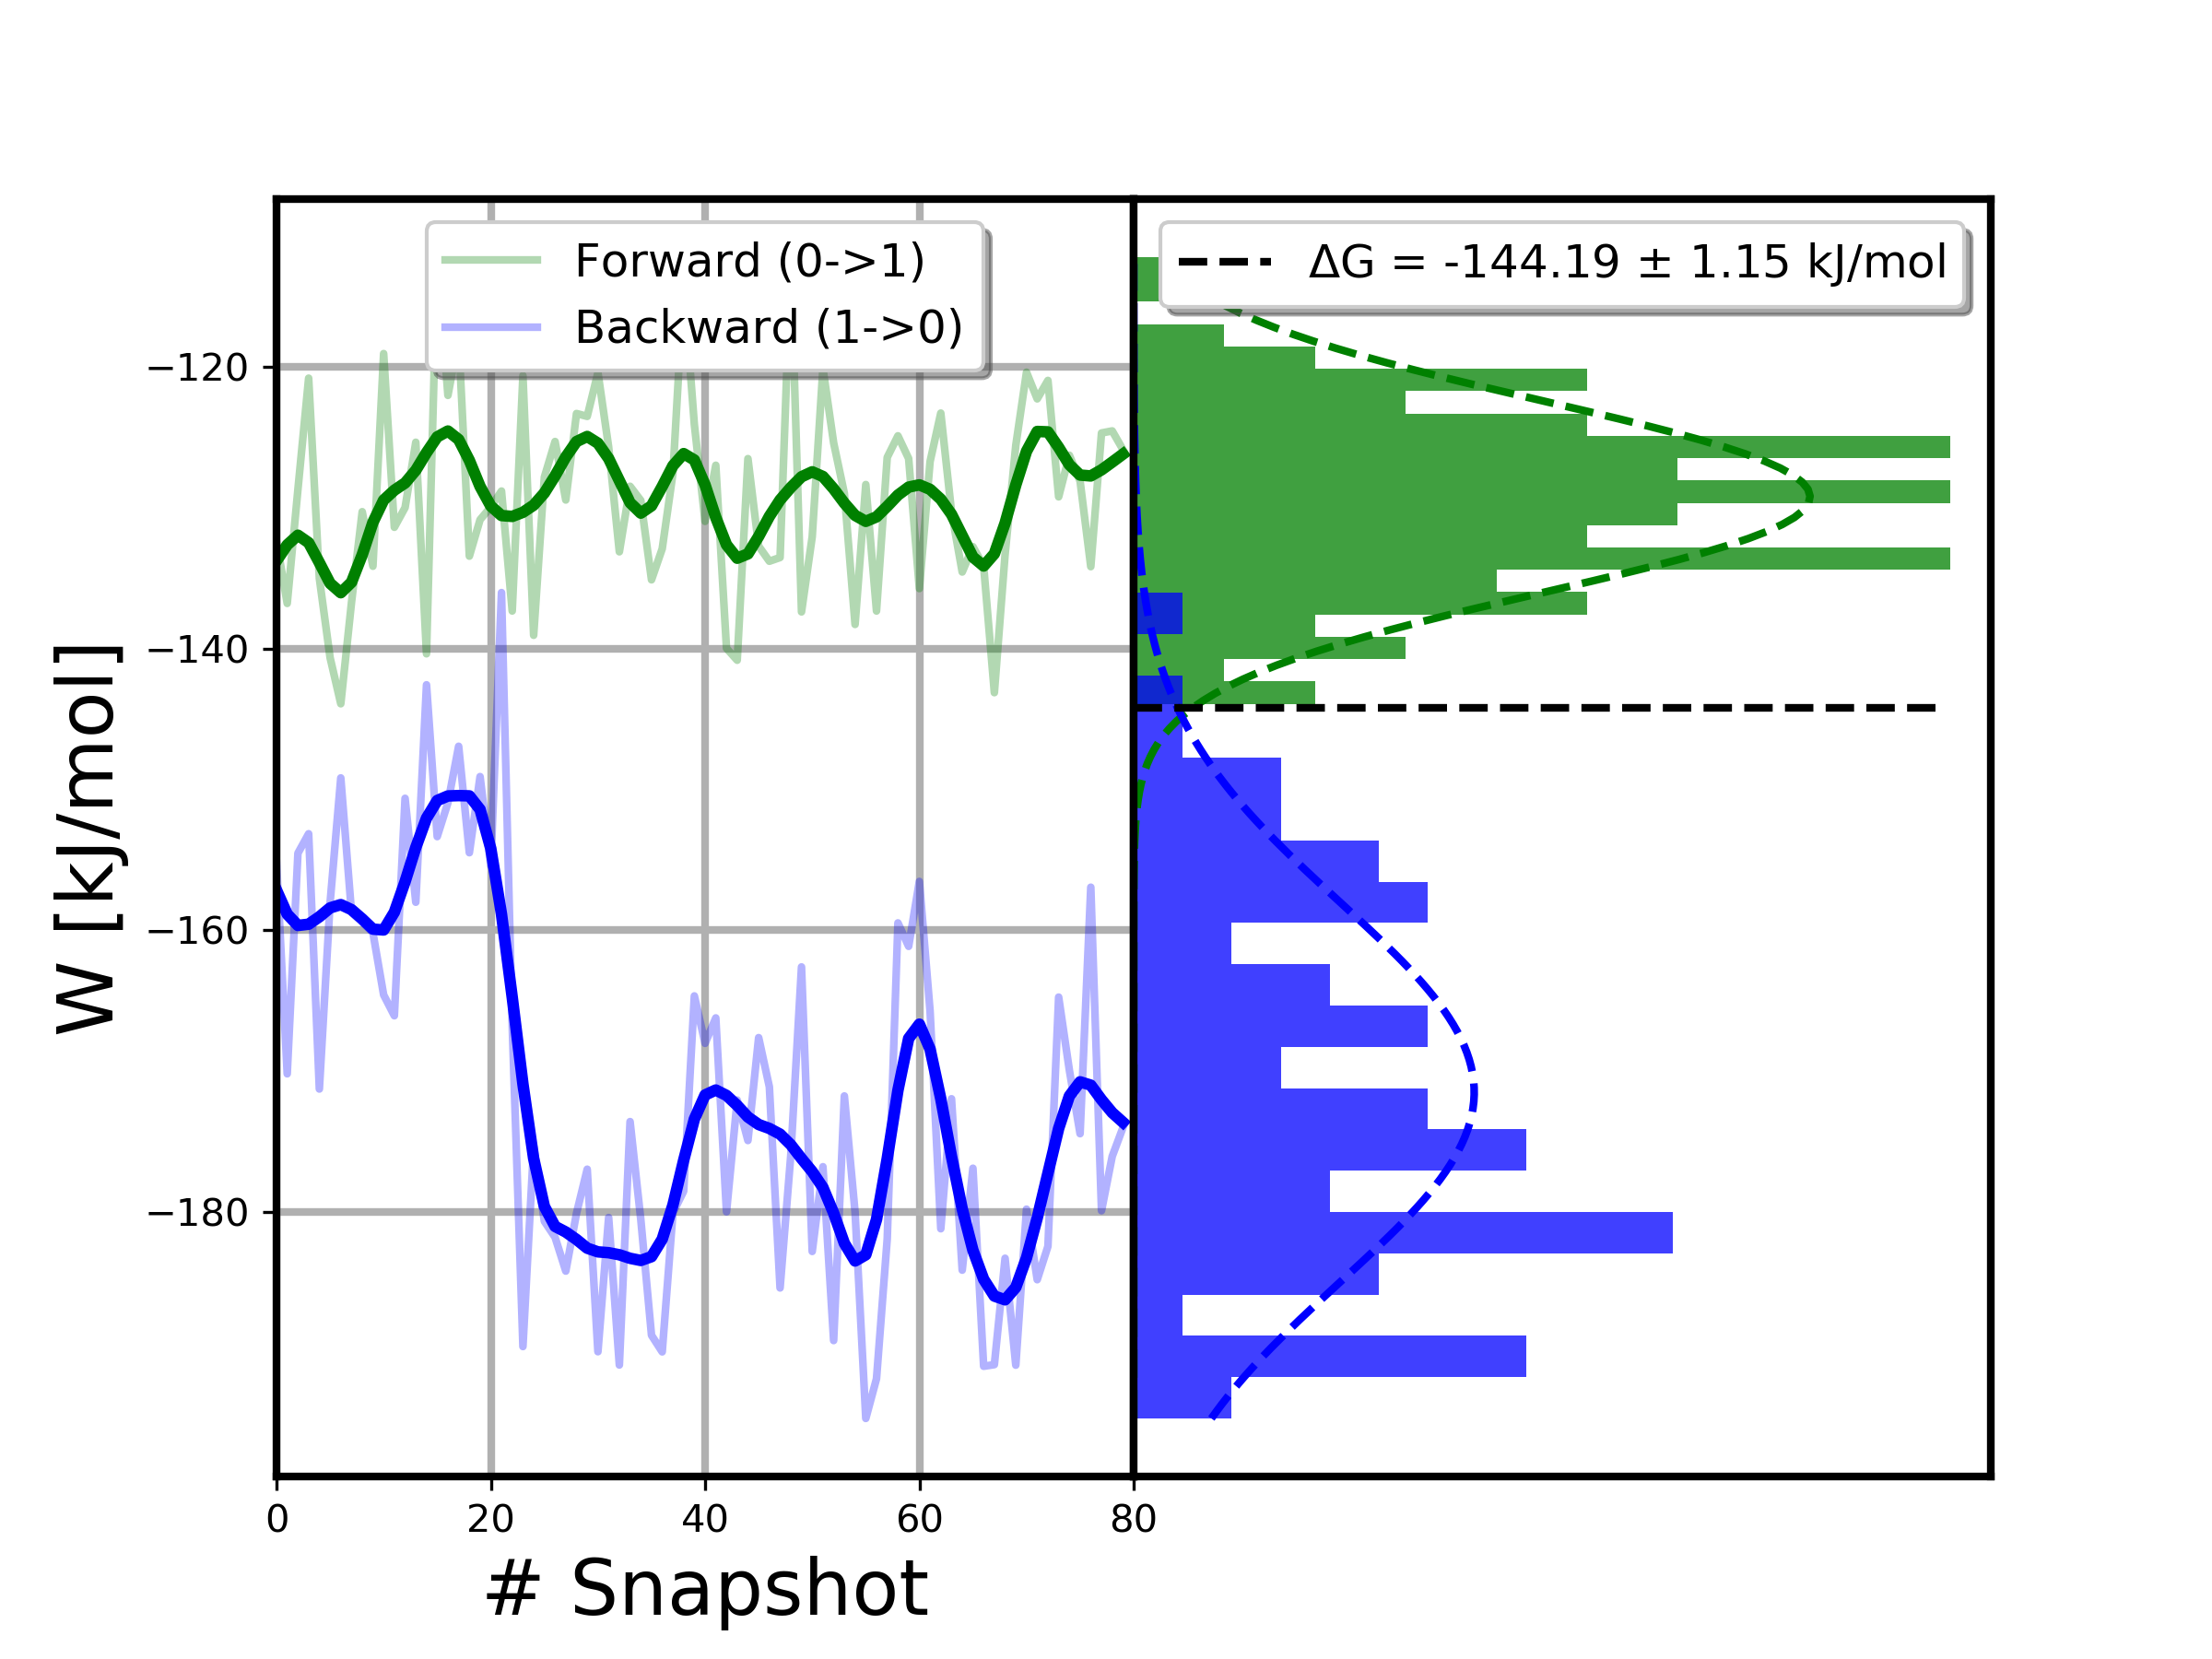 Forward (0->1)
Backward (1->0)
ΔG = -144.19 ± 1.15 kJ/mol
W [kJ/mol]
−120
−140
−160
−180
0 20 40 60 80
# Snapshot